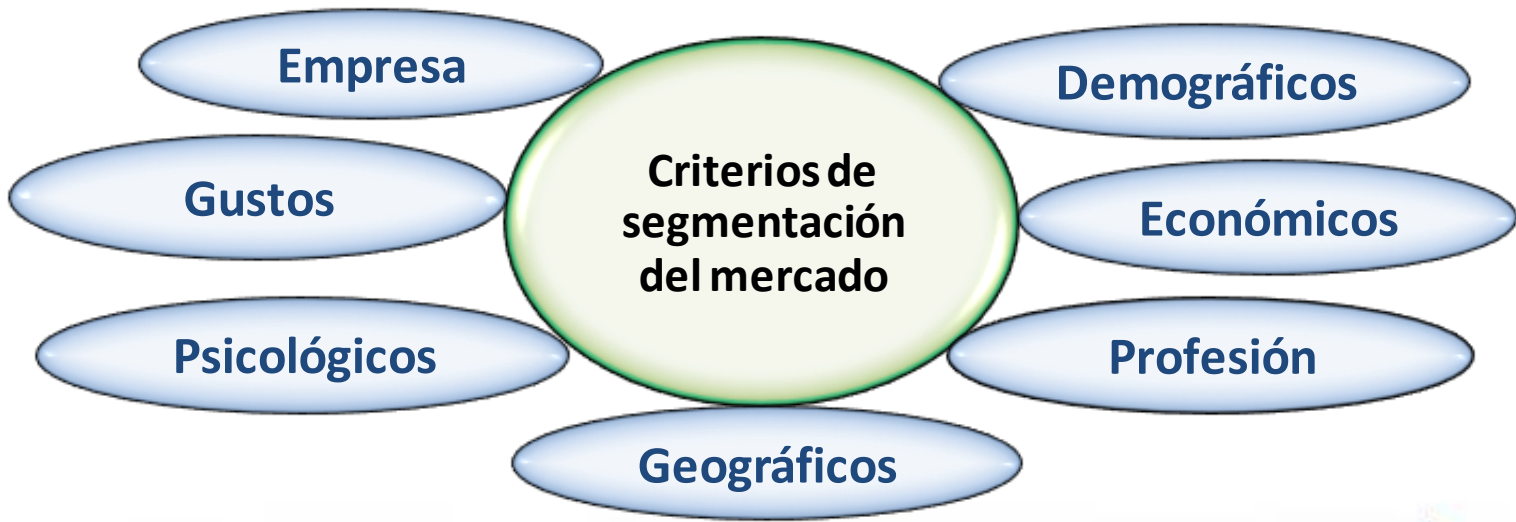 Empresa
Demográficos
Criterios de
segmentación
del mercado
Gustos
Económicos
Psicológicos
Profesión
Geográficos